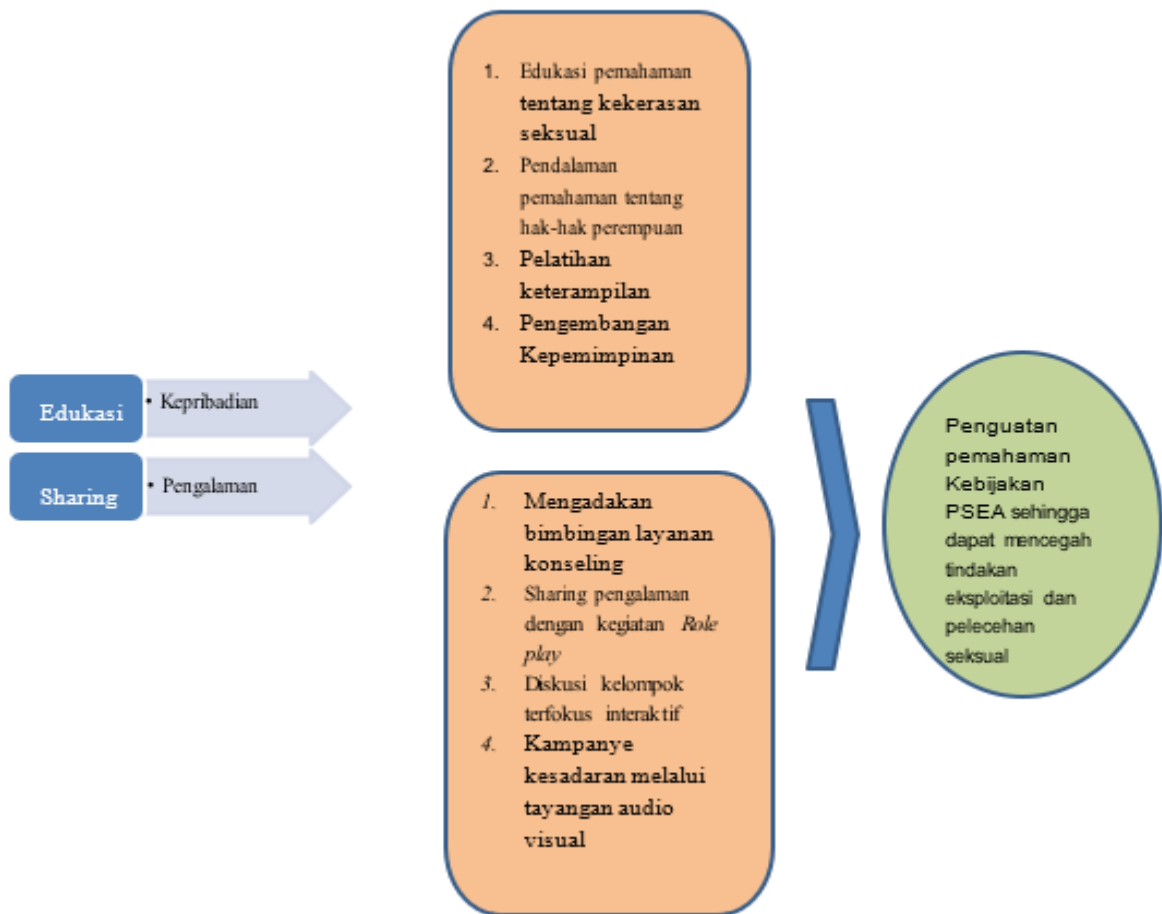 Edukasi
• Kepribadian
Sharing
• Pengalaman
1. Edukasi pemahaman
tentang kekerasan
seksual
2. Pendalaman
pemahaman tentang
hak-hak perempuan
3. Pelatihan
keterampilan
4. Pengembangan
Kepemimpinan
1. Mengadakan
bimbingan layanan
konseling
2. Sharing pengalaman
dengan kegiatan Role
play
3. Diskusi kelompok
terfokus interaktif
4. Kampanye
kesadaran melalui
tayangan audio
visual
Penguatan
pemahaman
Kebijakan
PSEA sehingga
dapat mencegah
tindakan
eksploitasi dan
pelecehan
seksual